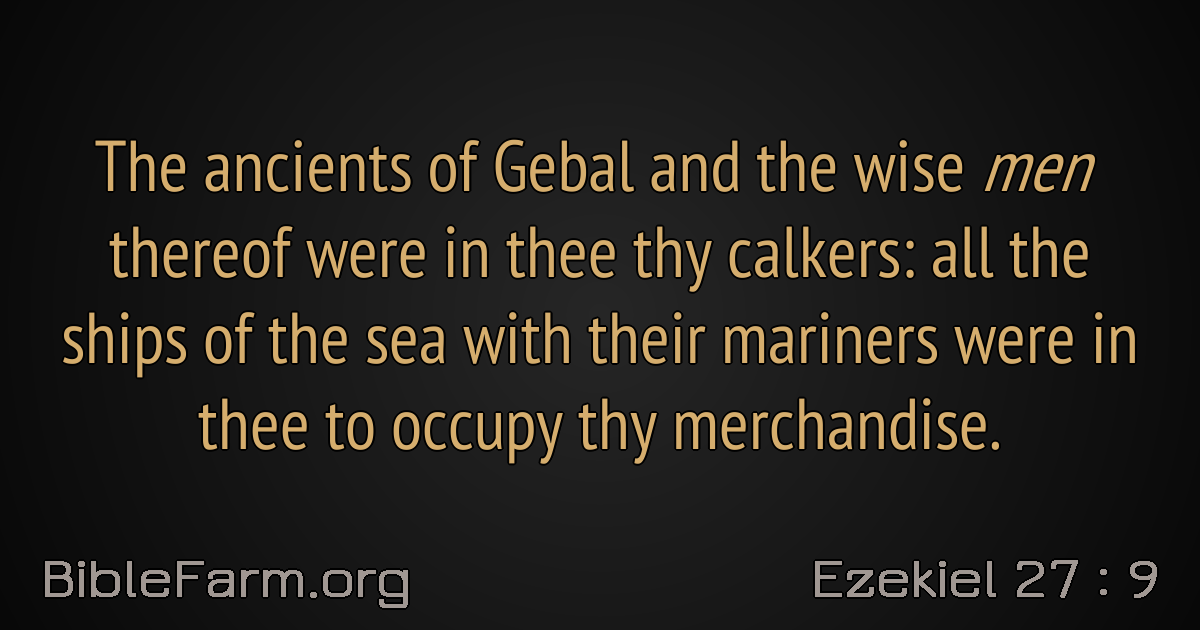 The ancients of Gebal and the wise men
thereof were in thee thy calkers: all the
ships of the sea with their mariners were in
thee to occupy thy merchandise.
BibleFarm.org
Ezekiel 27 : 9